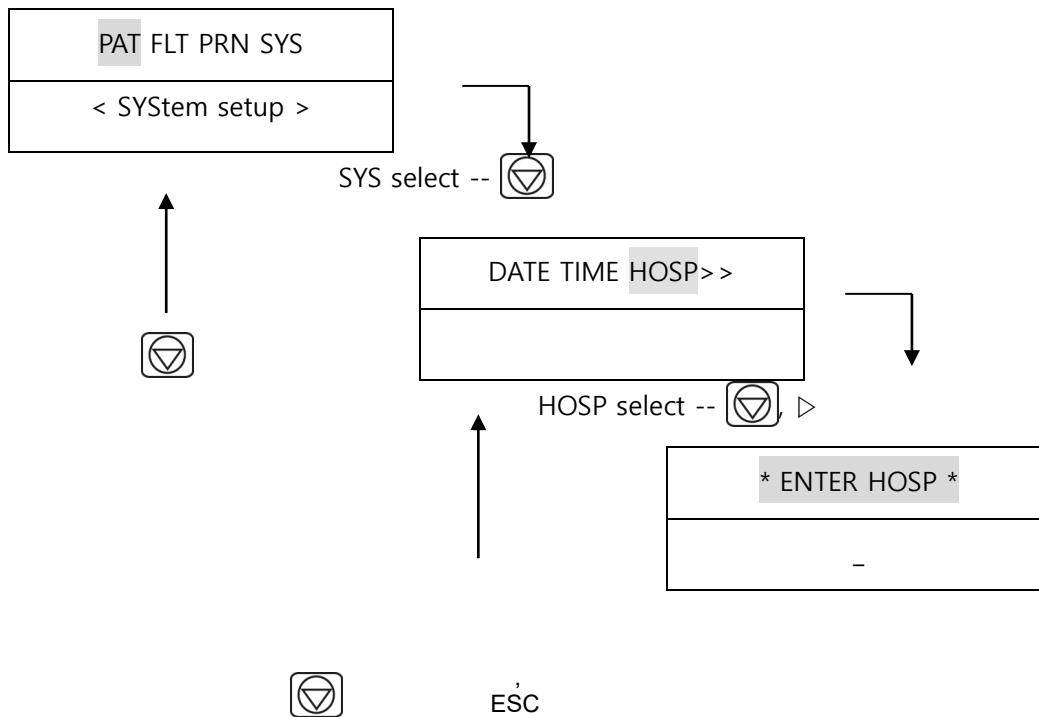 PAT FLT PRN SYS
< SYStem setup >
SYS select --
DATE TIME HOSP>>
HOSP select -- , ▷
* ENTER HOSP *
_
,
ESC